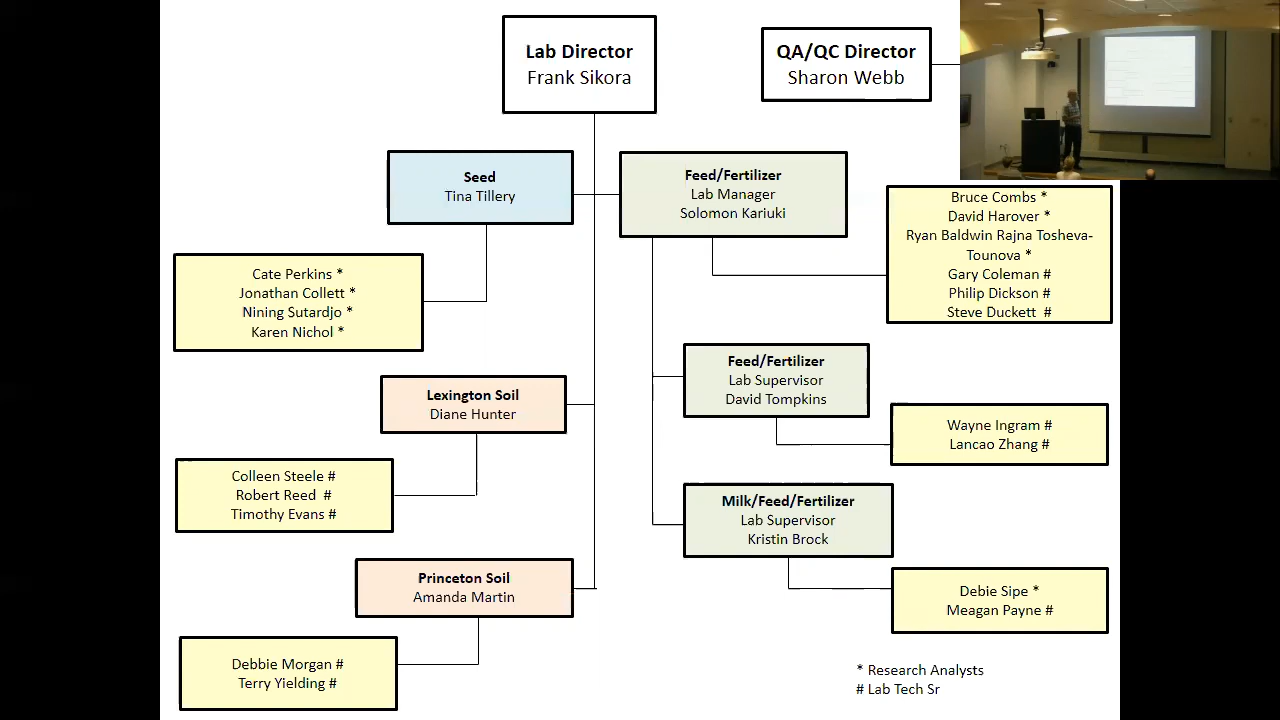 Lab Director
Frank Sikora
QA/QC Director
Sharon Webb
Seed
Tina Tillery
Feed/Fertilizer
Lab Manager
Solomon Kariuki
Bruce Combs *
David Harover *
Ryan Baldwin Rajna Tosheva-
Tounova *
Gary Coleman #
Philip Dickson #
Steve Duckett #
Cate Perkins *
Jonathan Collett *
Nining Sutardjo *
Karen Nichol *
Feed/Fertilizer
Lab Supervisor
David Tompkins
Lexington Soil
Diane Hunter
Wayne Ingram #
Lancao Zhang #
Colleen Steele #
Robert Reed #
Timothy Evans #
Milk/Feed/Fertilizer
Lab Supervisor
Kristin Brock
Princeton Soil
Amanda Martin
Debie Sipe *
Meagan Payne #
Debbie Morgan #
Terry Yielding #
* Research Analysts
# Lab Tech Sr